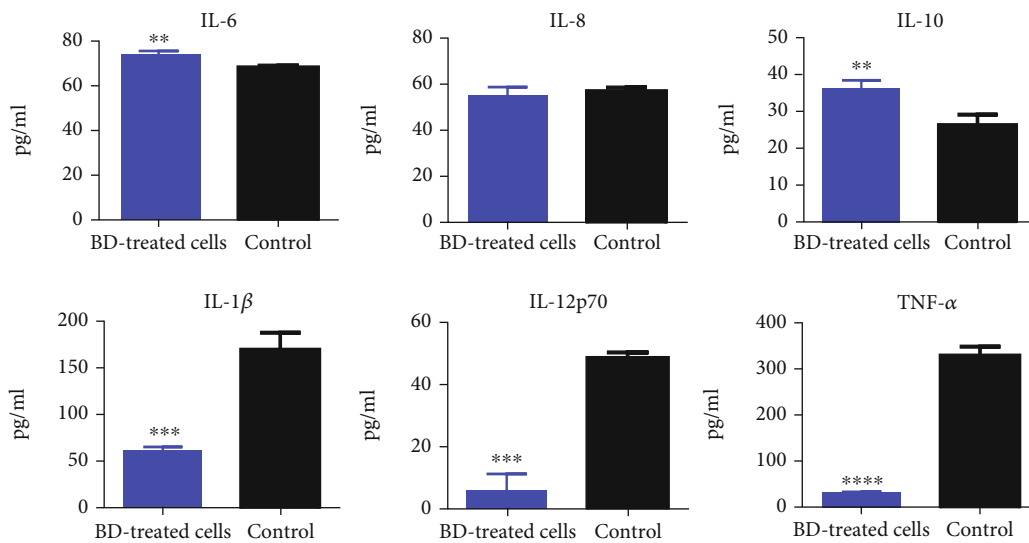 IL-6
**
80
60
40
20
0
pg/ml
BD-treated cells Control
IL-8
80
60
40
20
0
pg/ml
BD-treated cells Control
IL-10
**
50
40
30
20
10
0
pg/ml
BD-treated cells Control
IL-1β
200
150
100
50
0
pg/ml
***
BD-treated cells Control
IL-12p70
60
40
20
0
pg/ml
***
BD-treated cells Control
TNF-α
400
300
200
100
0
pg/ml
****
BD-treated cells Control